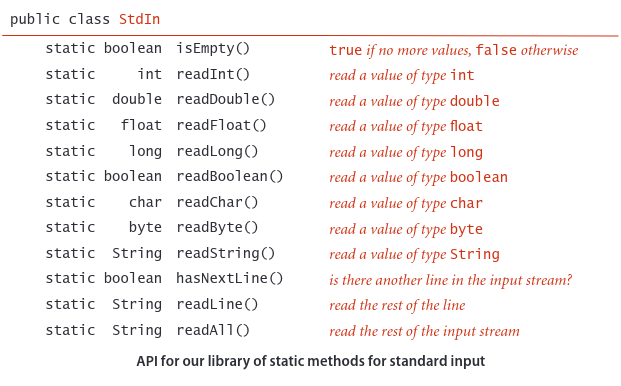 public class StdIn
static boolean isEmpty() true if no more values, false otherwise
static int readInt() read a value of type int
static double readDouble() read a value of type double
static float readFloat() read a value of type float
static long readLong() read a value of type long
static boolean readBoolean() read a value of type boolean
static char readChar() read a value of type char
static byte readByte() read a value of type byte
static String readString() read a value of type String
static boolean hasNextLine() is there another line in the input stream?
static String readLine() read the rest of the line
static String readAll() read the rest of the input stream
API for our library of static methods for standard input